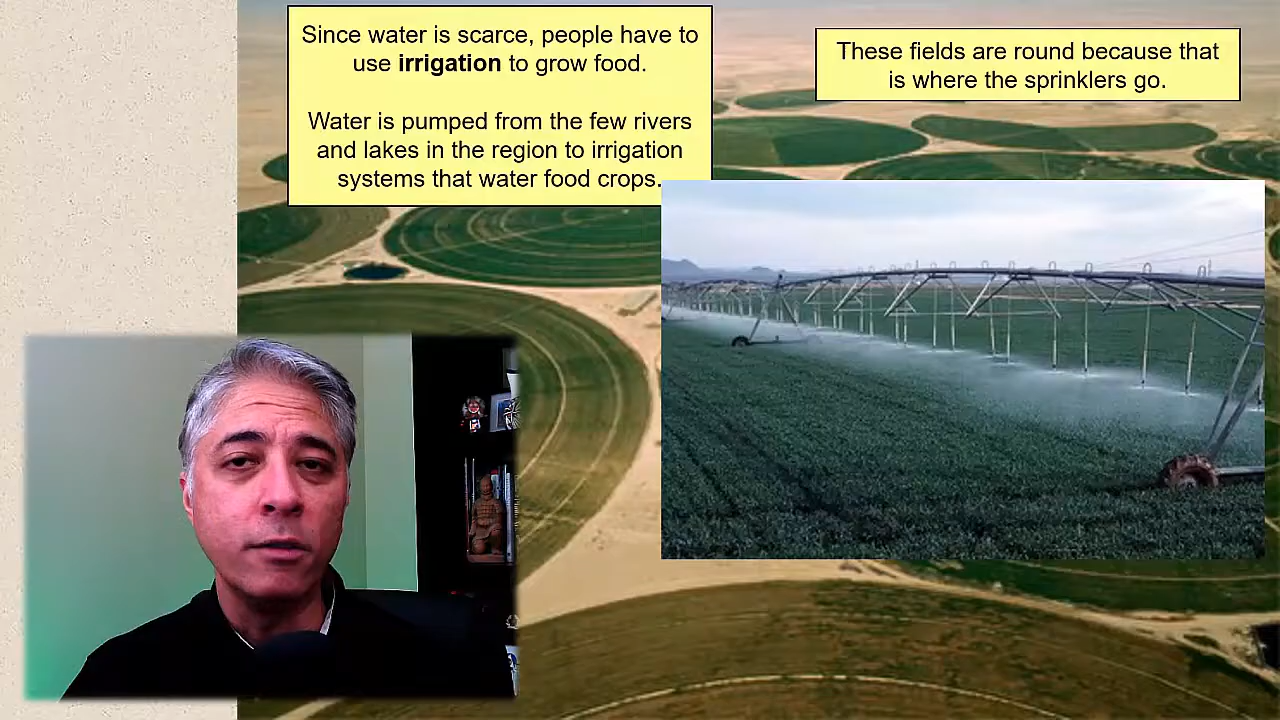 Since water is scarce, people have to
use irrigation to grow food.
Water is pumped from the few rivers
and lakes in the region to irrigation
systems that water food crops.
These fields are round because that
is where the sprinklers go.